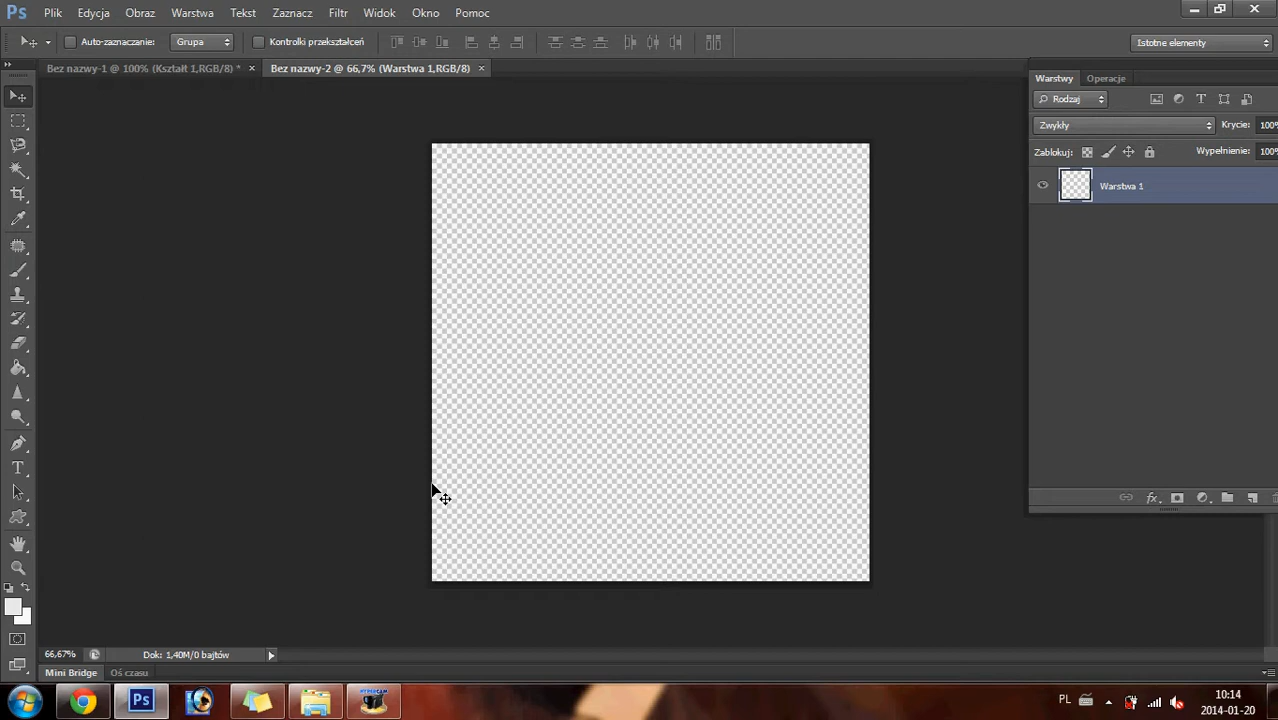 Ps Plik Edycja Obraz Warstwa Tekst Zaznacz Filtr Widok Okno Pomoc
Auto-zaznaczanie: Grupa Kontrolki przekształceń Istotne elementy
Bez nazwy-1 @ 100% (Kształt 1,RGB/8) * × Bez nazwy-2 @ 66,7% (Warstwa 1,RGB/8) ×
Warstwy Operacje
Rodzaj
Zwykły Krycie: 100%
Zablokuj: Wypełnienie: 100%
Warstwa 1
66,67% Dok: 1,40M/0 bajtów
Mini Bridge Oś czasu
Ps PL 10:14
2014-01-20